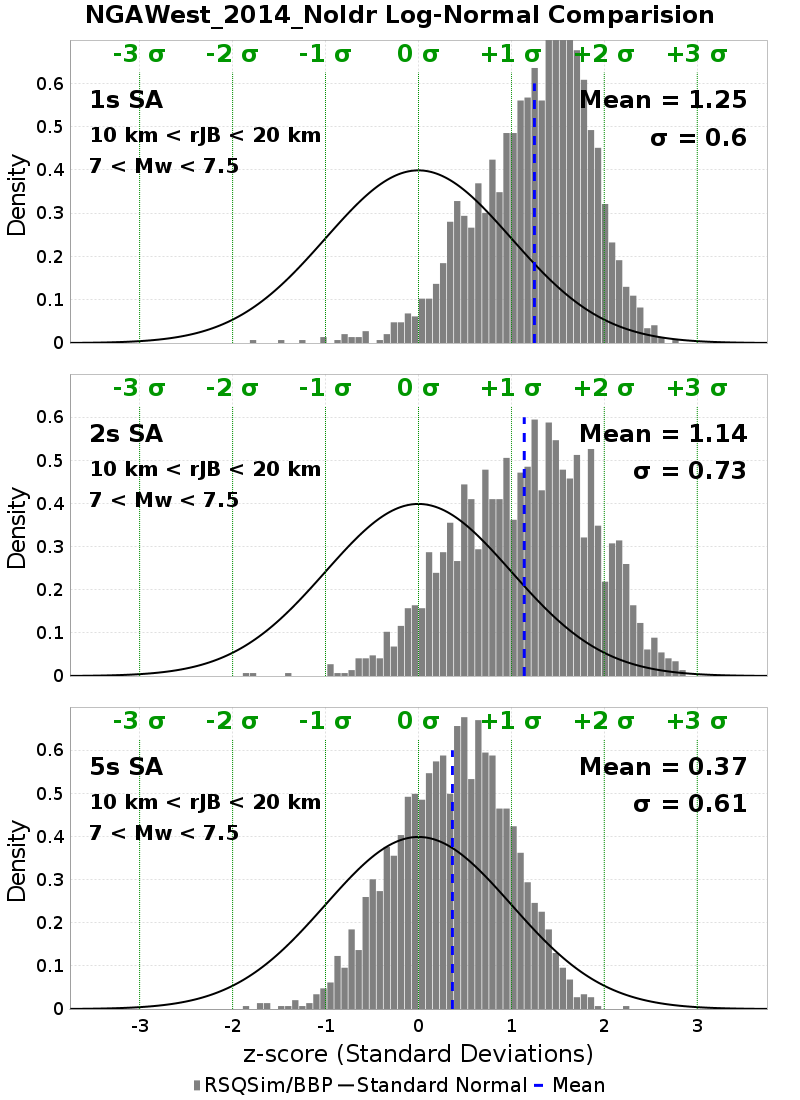 NGAWest_2014_NoIdr Log-Normal Comparision
-3 σ -2 σ -1 σ 0 σ +1 σ +2 σ +3 σ
0.6
1s SA Mean = 1.25
0.5
10 km < rJB < 20 km σ = 0.6
7 < Mw < 7.5
0.4
0.3
0.2
0.1
0
Density
-3 σ -2 σ -1 σ 0 σ +1 σ +2 σ +3 σ
0.6
2s SA Mean = 1.14
0.5
10 km < rJB < 20 km σ = 0.73
7 < Mw < 7.5
0.4
0.3
0.2
0.1
0
Density
-3 σ -2 σ -1 σ 0 σ +1 σ +2 σ +3 σ
0.6
5s SA Mean = 0.37
0.5
10 km < rJB < 20 km σ = 0.61
7 < Mw < 7.5
0.4
0.3
0.2
0.1
0
Density
-3 -2 -1 0 1 2 3
z-score (Standard Deviations)
RSQSim/BBP Standard Normal Mean